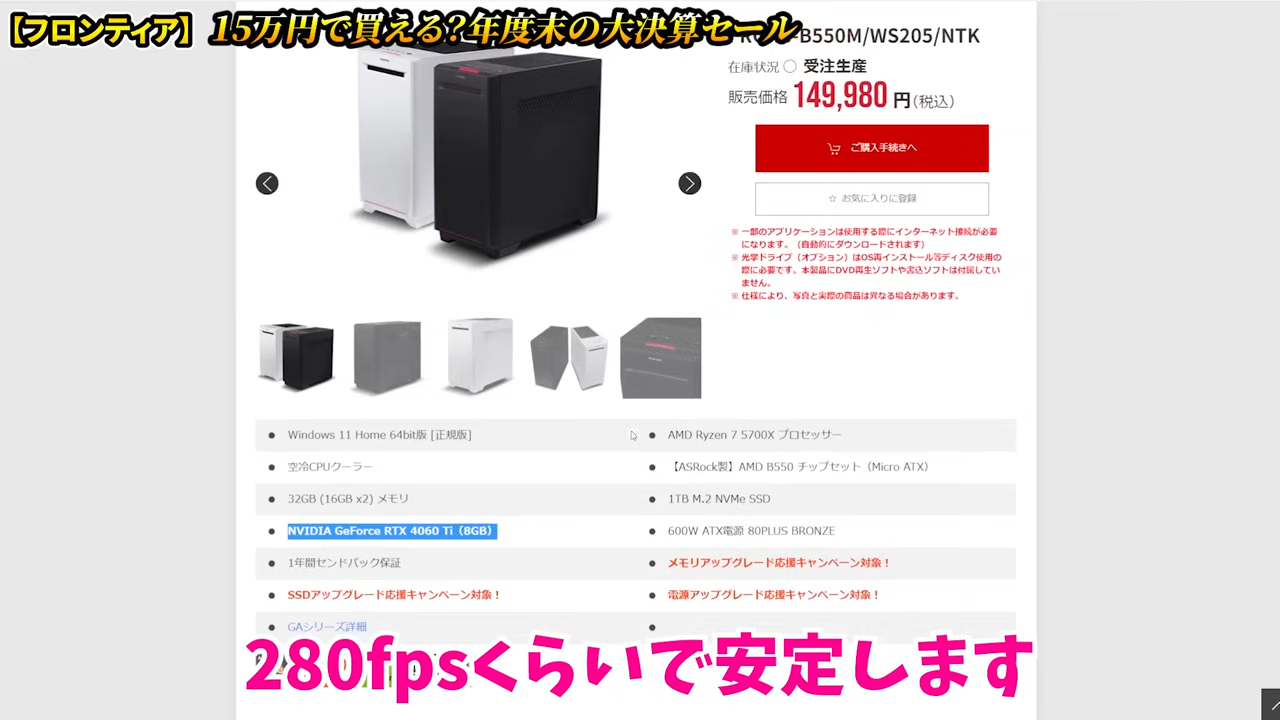 【フロンティア】 15万円で買える?年度末の大決算セール
B550M/WS205/NTK
在庫状況 〇 受注生産
販売価格 149,980 円(税込)
ご購入手続きへ
☆ お気に入りに登録
※ 一部のアプリケーションは使用する際にインターネット接続が必要
になります。(自動的にダウンロードされます)
※ 光学ドライブ(オプション)はOS再インストール等ディスク使用の
際に必要です。本製品にDVD再生ソフトや書込ソフトは付属してい
ません。
※ 仕様により、写真と実際の商品は異なる場合があります。
Windows 11 Home 64bit版 [正規版]
AMD Ryzen 7 5700X プロセッサー
空冷CPUクーラー
【ASRock製】AMD B550 チップセット(Micro ATX)
32GB (16GB x2) メモリ
1TB M.2 NVMe SSD
NVIDIA GeForce RTX 4060 Ti(8GB)
600W ATX電源 80PLUS BRONZE
1年間センドバック保証
メモリアップグレード応援キャンペーン対象!
SSDアップグレード応援キャンペーン対象!
電源アップグレード応援キャンペーン対象!
GAシリーズ詳細
280fpsくらいで安定します